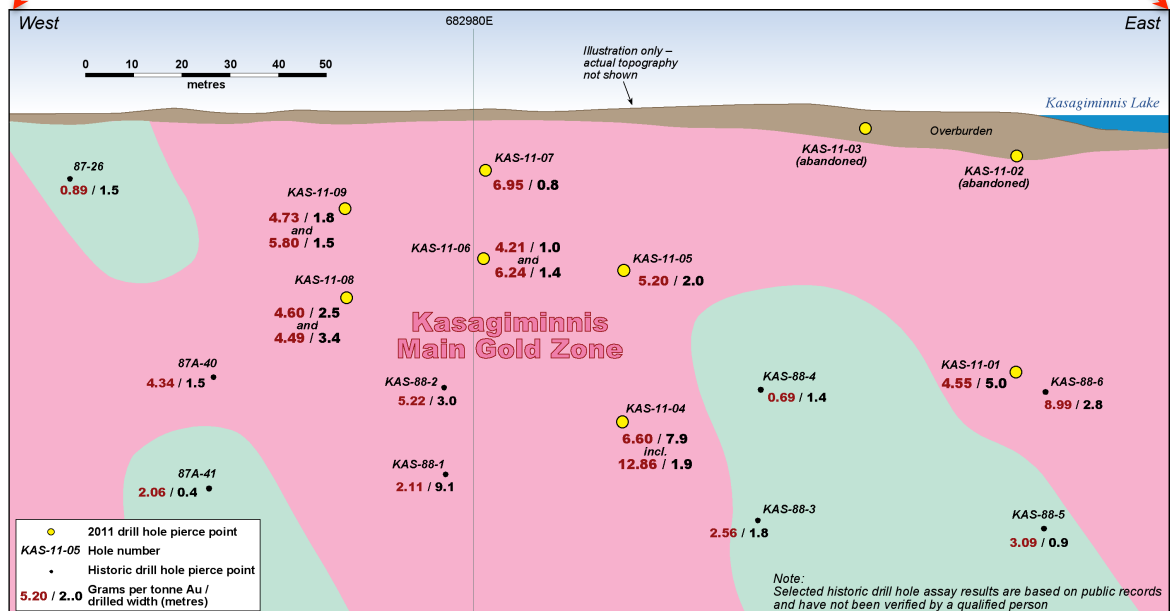 West
682980E
East
Illustration only –
actual topography
not shown
0 10 20 30 40 50
metres
Kasagiminnis Lake
Overburden
KAS-11-03
(abandoned)
KAS-11-02
(abandoned)
87-26
0.89 / 1.5
KAS-11-07
6.95 / 0.8
KAS-11-09
4.73 / 1.8
and
5.80 / 1.5
KAS-11-06
4.21 / 1.0
and
6.24 / 1.4
KAS-11-05
5.20 / 2.0
KAS-11-08
4.60 / 2.5
and
4.49 / 3.4
Kasagiminnis
Main Gold Zone
87A-40
4.34 / 1.5
KAS-88-2
5.22 / 3.0
KAS-88-4
0.69 / 1.4
KAS-11-01
4.55 / 5.0
KAS-88-6
8.99 / 2.8
KAS-11-04
6.60 / 7.9
incl.
12.86 / 1.9
87A-41
2.06 / 0.4
KAS-88-1
2.11 / 9.1
KAS-88-3
2.56 / 1.8
KAS-88-5
3.09 / 0.9
2011 drill hole pierce point
KAS-11-05 Hole number
Historic drill hole pierce point
5.20 / 2..0 Grams per tonne Au /
drilled width (metres)
Note:
Selected historic drill hole assay results are based on public records
and have not been verified by a qualified person